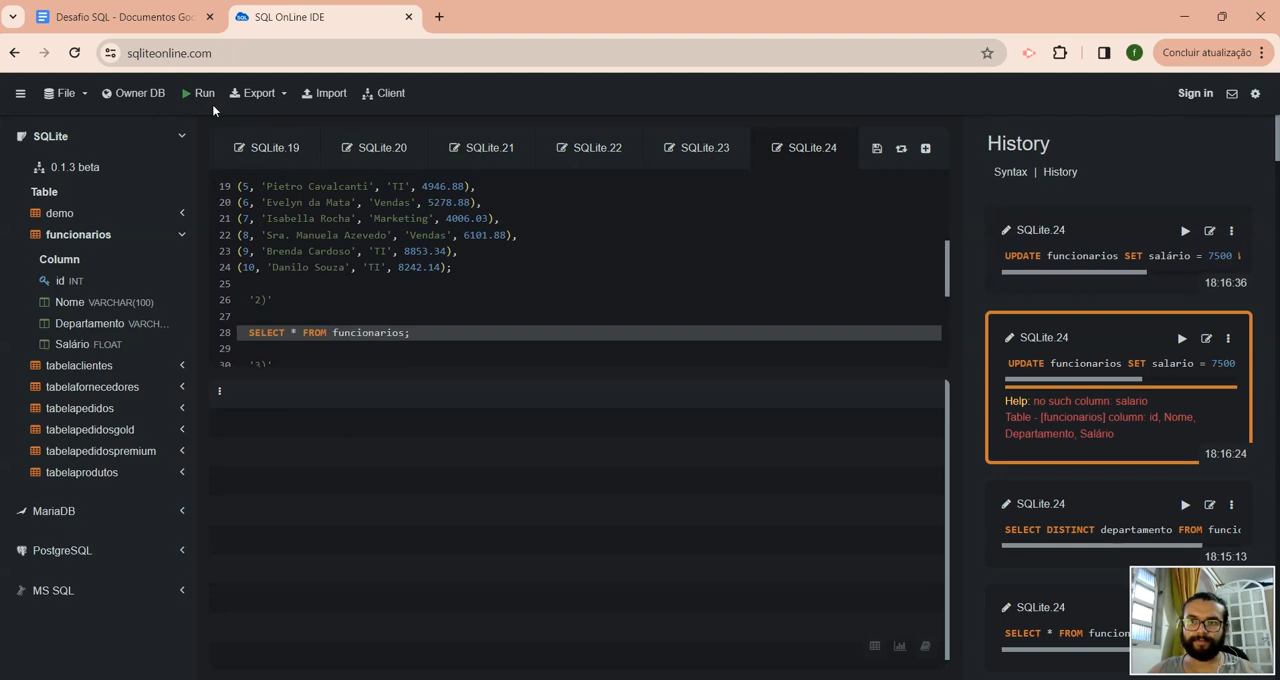 Desafio SQL - Documentos Goo
SQL OnLine IDE
sqliteonline.com
f
Concluir atualização
File
Owner DB
Run
Export
Import
Client
Sign in
SQLite
0.1.3 beta
Table
demo
funcionarios
Column
id INT
Nome VARCHAR(100)
Departamento VARCH...
Salário FLOAT
tabelaclientes
tabelafornecedores
tabelapedidos
tabelapedidosgold
tabelapedidospremium
tabelaprodutos
MariaDB
PostgreSQL
MS SQL
SQLite.19
SQLite.20
SQLite.21
SQLite.22
SQLite.23
SQLite.24
19 (5, 'Pietro Cavalcanti', 'TI', 4946.88),
20 (6, 'Evelyn da Mata', 'Vendas', 5278.88),
21 (7, 'Isabella Rocha', 'Marketing', 4006.03),
22 (8, 'Sra. Manuela Azevedo', 'Vendas', 6101.88),
23 (9, 'Brenda Cardoso', 'TI', 8853.34),
24 (10, 'Danilo Souza', 'TI', 8242.14);
25
26 '2)'
27
28 SELECT * FROM funcionarios;
29
30 '3)'
History
Syntax | History
SQLite.24
UPDATE funcionarios SET salário = 7500
18:16:36
SQLite.24
UPDATE funcionarios SET salario = 7500
Help: no such column: salario
Table - [funcionarios] column: id, Nome,
Departamento, Salário
18:16:24
SQLite.24
SELECT DISTINCT departamento FROM funcio
18:15:13
SQLite.24
SELECT * FROM funcion